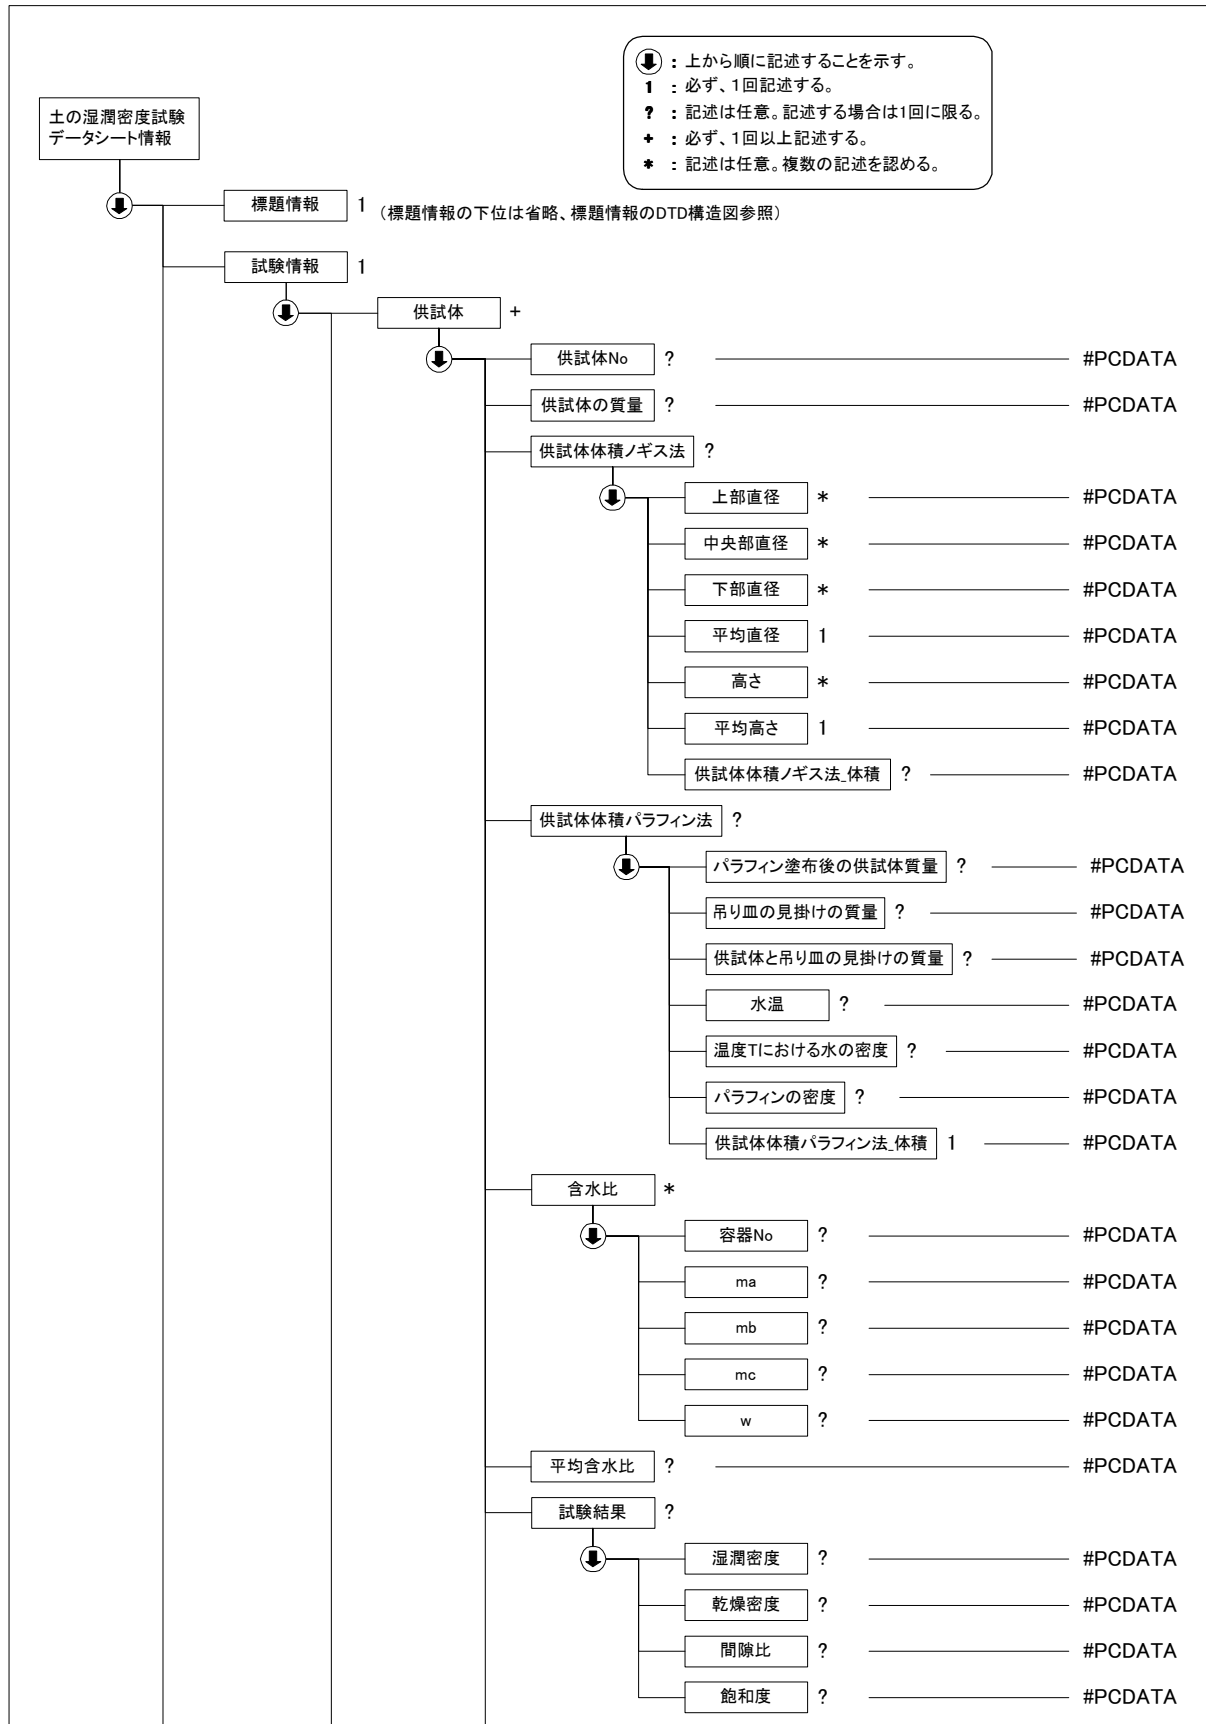 ：上から順に記述することを示す。
1 ：必ず、1回記述する。
? ：記述は任意。記述する場合は1回に限る。
+ ：必ず、1回以上記述する。
* ：記述は任意。複数の記述を認める。
土の湿潤密度試験
データシート情報
標題情報 1 （標題情報の下位は省略、標題情報のDTD構造図参照）
試験情報 1
供試体 +
供試体No ? #PCDATA
供試体の質量 ? #PCDATA
供試体体積ノギス法 ?
上部直径 * #PCDATA
中央部直径 * #PCDATA
下部直径 * #PCDATA
平均直径 1 #PCDATA
高さ * #PCDATA
平均高さ 1 #PCDATA
供試体体積ノギス法_体積 ? #PCDATA
供試体体積パラフィン法 ?
パラフィン塗布後の供試体質量 ? #PCDATA
吊り皿の見掛けの質量 ? #PCDATA
供試体と吊り皿の見掛けの質量 ? #PCDATA
水温 ? #PCDATA
温度Tにおける水の密度 ? #PCDATA
パラフィンの密度 ? #PCDATA
供試体体積パラフィン法_体積 1 #PCDATA
含水比 *
容器No ? #PCDATA
ma ? #PCDATA
mb ? #PCDATA
mc ? #PCDATA
w ? #PCDATA
平均含水比 ? #PCDATA
試験結果 ?
湿潤密度 ? #PCDATA
乾燥密度 ? #PCDATA
間隙比 ? #PCDATA
飽和度 ? #PCDATA